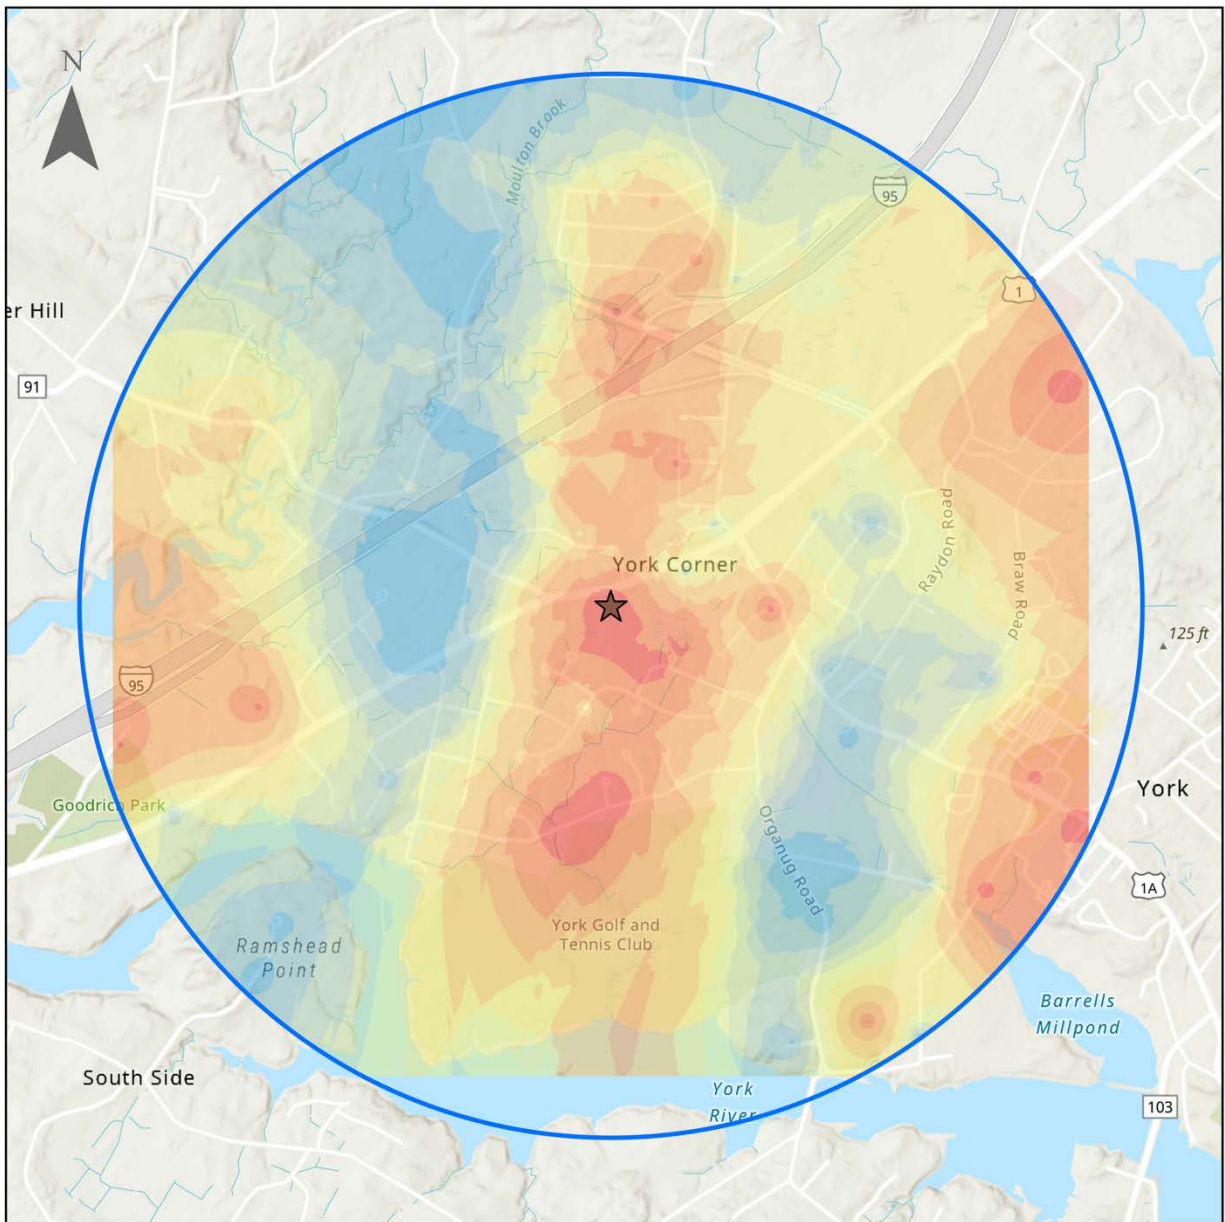 N
Moulton Brook
95
1
er Hill
91
York Corner
Raydon Road
Braw Road
125 ft
95
Goodrich Park
York
Organug Road
1A
York Golf and
Tennis Club
Ramshead
Point
Barrells
Millpond
South Side
York
River
103